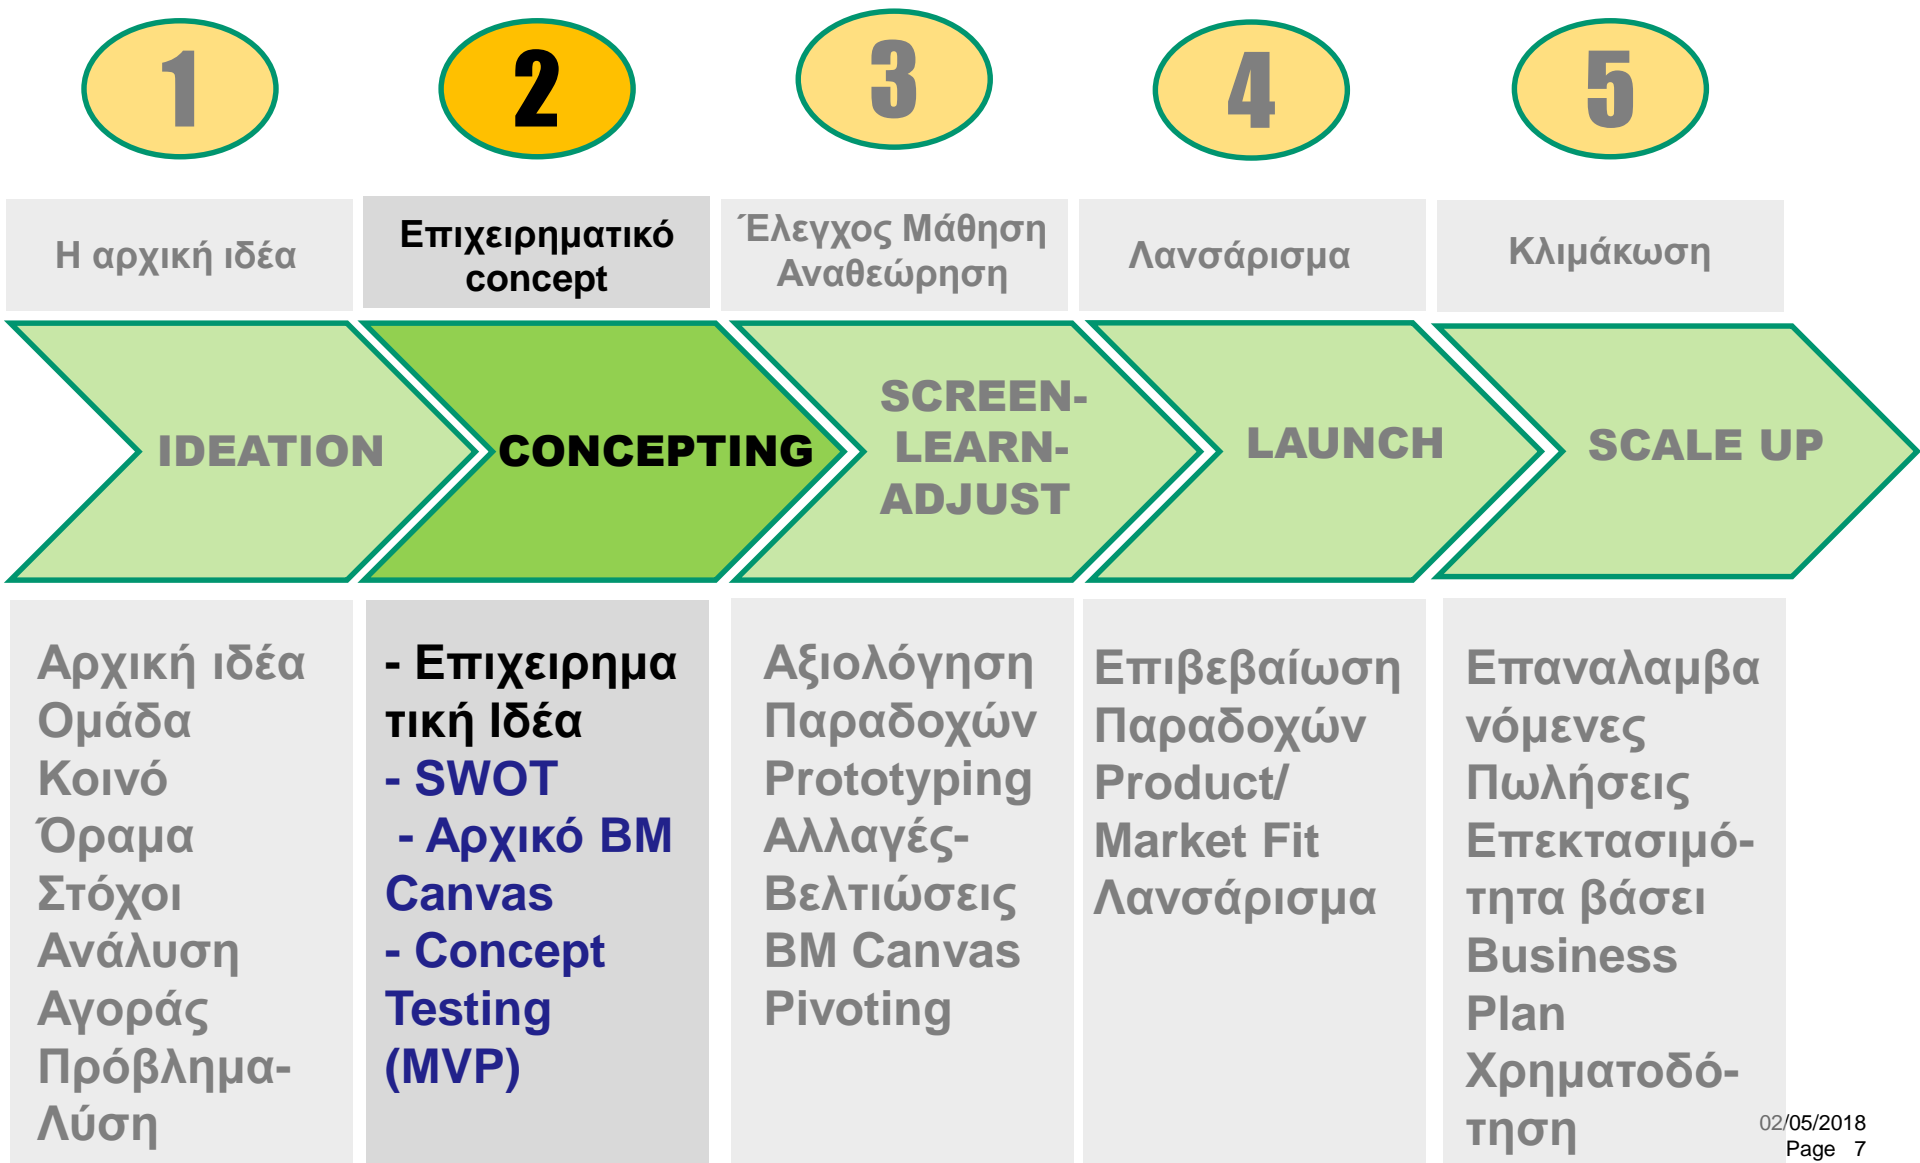 1
2
3
4
5
Η αρχική ιδέα
Επιχειρηματικό
concept
Έλεγχος Μάθηση
Αναθεώρηση
Λανσάρισμα
Κλιμάκωση
IDEATION
CONCEPTING
SCREEN-
LEARN-
ADJUST
LAUNCH
SCALE UP
Αρχική ιδέα
Ομάδα
Κοινό
Όραμα
Στόχοι
Ανάλυση
Αγοράς
Πρόβλημα-
Λύση
- Επιχειρημα
τική Ιδέα
- SWOT
- Αρχικό BM
Canvas
- Concept
Testing
(MVP)
Αξιολόγηση
Παραδοχών
Prototyping
Αλλαγές-
Βελτιώσεις
BM Canvas
Pivoting
Επιβεβαίωση
Παραδοχών
Product/
Market Fit
Λανσάρισμα
Επαναλαμβα
νόμενες
Πωλήσεις
Επεκτασιμό-
τητα βάσει
Business
Plan
Χρηματοδό-
τηση
02/05/2018
Page 7